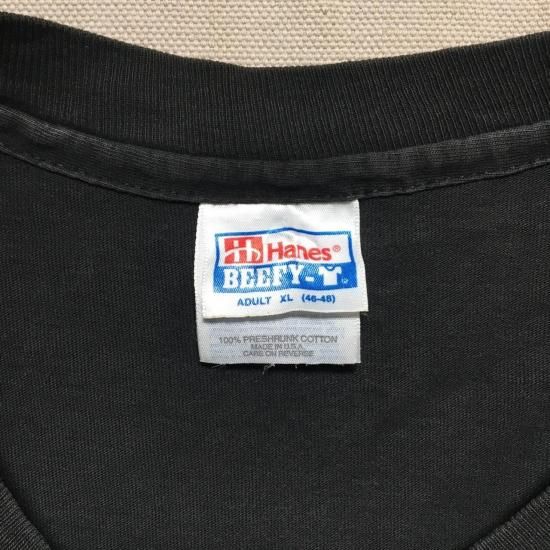 Hanes®
BEEFY-T
ADULT XL (46-48)
100% PRESHRUNK COTTON
MADE IN U.S.A.
CARE ON REVERSE